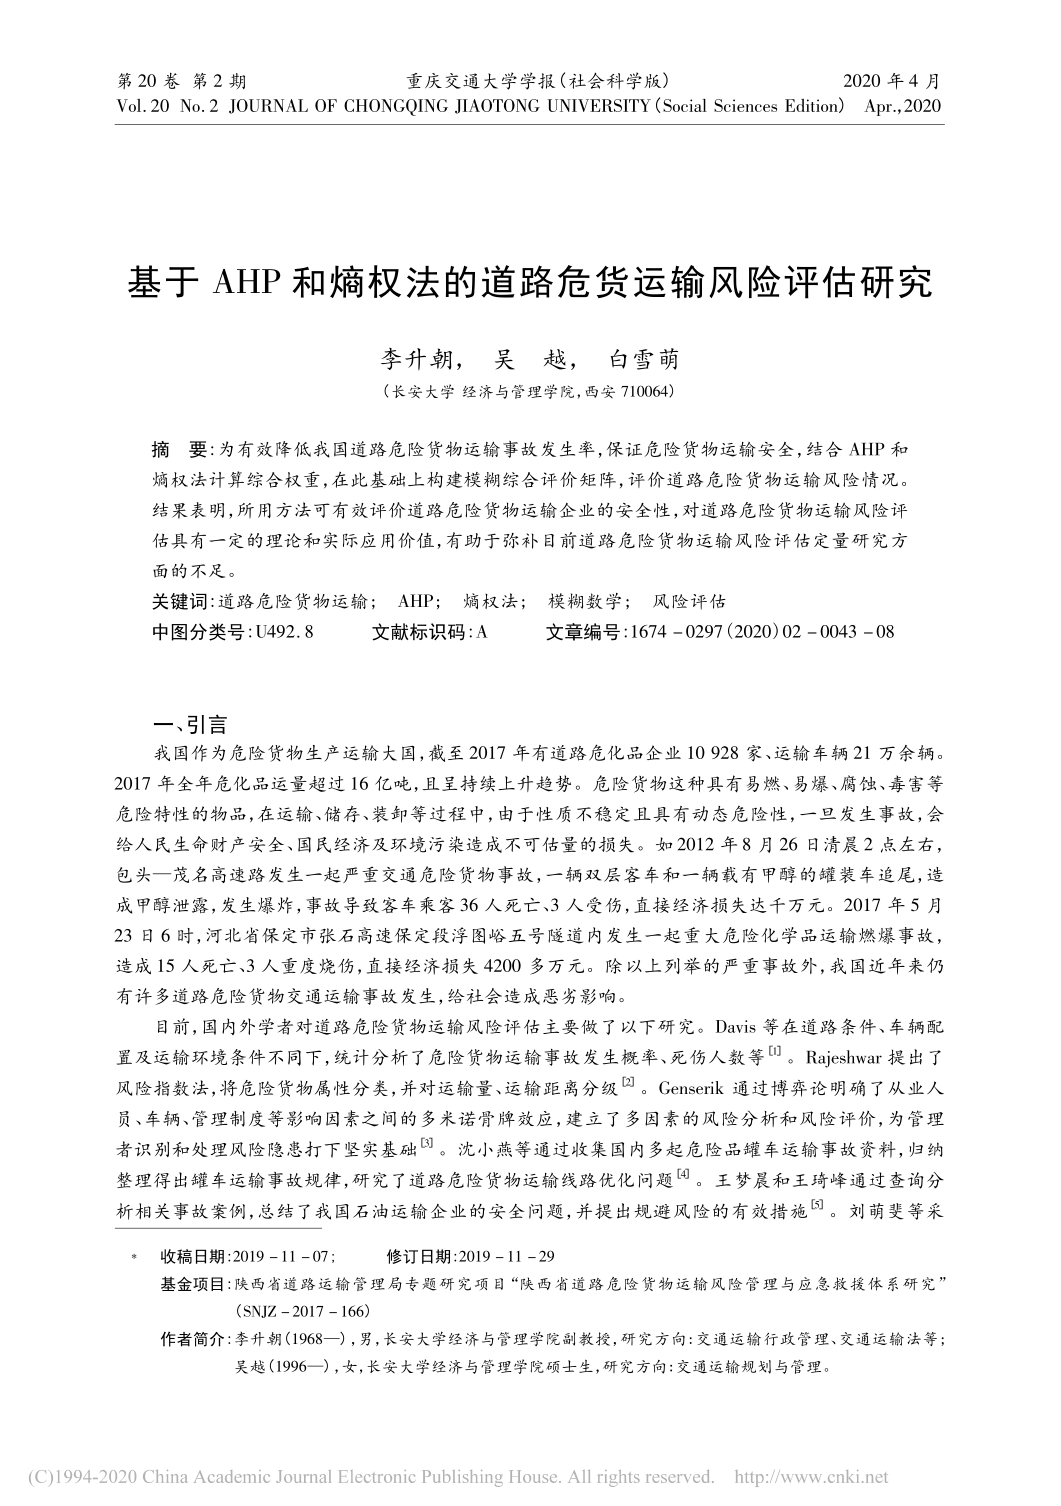 第 20 卷 第 2 期 重庆交通大学学报(社会科学版) 2020 年 4 月
Vol. 20 No. 2 JOURNAL OF CHONGQING JIAOTONG UNIVERSITY(Social Sciences Edition) Apr.,2020
基于 AHP 和熵权法的道路危货运输风险评估研究
李升朝, 吴 越, 白雪萌
(长安大学 经济与管理学院,西安 710064)
摘 要:为有效降低我国道路危险货物运输事故发生率,保证危险货物运输安全,结合 AHP 和
熵权法计算综合权重,在此基础上构建模糊综合评价矩阵,评价道路危险货物运输风险情况。
结果表明,所用方法可有效评价道路危险货物运输企业的安全性,对道路危险货物运输风险评
估具有一定的理论和实际应用价值,有助于弥补目前道路危险货物运输风险评估定量研究方
面的不足。
关键词:道路危险货物运输; AHP; 熵权法; 模糊数学; 风险评估
中图分类号:U492. 8 文献标识码:A 文章编号:1674 - 0297(2020)02 - 0043 - 08
一、引言
我国作为危险货物生产运输大国,截至 2017 年有道路危化品企业 10 928 家、运输车辆 21 万余辆。
2017 年全年危化品运量超过 16 亿吨,且呈持续上升趋势。危险货物这种具有易燃、易爆、腐蚀、毒害等
危险特性的物品,在运输、储存、装卸等过程中,由于性质不稳定且具有动态危险性,一旦发生事故,会
给人民生命财产安全、国民经济及环境污染造成不可估量的损失。如 2012 年 8 月 26 日清晨 2 点左右,
包头—茂名高速路发生一起严重交通危险货物事故,一辆双层客车和一辆载有甲醇的罐装车追尾,造
成甲醇泄露,发生爆炸,事故导致客车乘客 36 人死亡、3 人受伤,直接经济损失达千万元。2017 年 5 月
23 日 6 时,河北省保定市张石高速保定段浮图峪五号隧道内发生一起重大危险化学品运输燃爆事故,
造成 15 人死亡、3 人重度烧伤,直接经济损失 4200 多万元。除以上列举的严重事故外,我国近年来仍
有许多道路危险货物交通运输事故发生,给社会造成恶劣影响。
目前,国内外学者对道路危险货物运输风险评估主要做了以下研究。Davis 等在道路条件、车辆配
置及运输环境条件不同下,统计分析了危险货物运输事故发生概率、死伤人数等[1]。Rajeshwar 提出了
风险指数法,将危险货物属性分类,并对运输量、运输距离分级[2]。Genserik 通过博弈论明确了从业人
员、车辆、管理制度等影响因素之间的多米诺骨牌效应,建立了多因素的风险分析和风险评价,为管理
者识别和处理风险隐患打下坚实基础[3]。沈小燕等通过收集国内多起危险品罐车运输事故资料,归纳
整理得出罐车运输事故规律,研究了道路危险货物运输线路优化问题[4]。王梦晨和王琦峰通过查询分
析相关事故案例,总结了我国石油运输企业的安全问题,并提出规避风险的有效措施[5]。刘萌斐等采
* 收稿日期:2019 - 11 - 07; 修订日期:2019 - 11 - 29
基金项目:陕西省道路运输管理局专题研究项目“陕西省道路危险货物运输风险管理与应急救援体系研究”
(SNJZ - 2017 - 166)
作者简介:李升朝(1968—),男,长安大学经济与管理学院副教授,研究方向:交通运输行政管理、交通运输法等;
吴越(1996—),女,长安大学经济与管理学院硕士生,研究方向:交通运输规划与管理。
(C)1994-2020 China Academic Journal Electronic Publishing House. All rights reserved. http://www.cnki.net